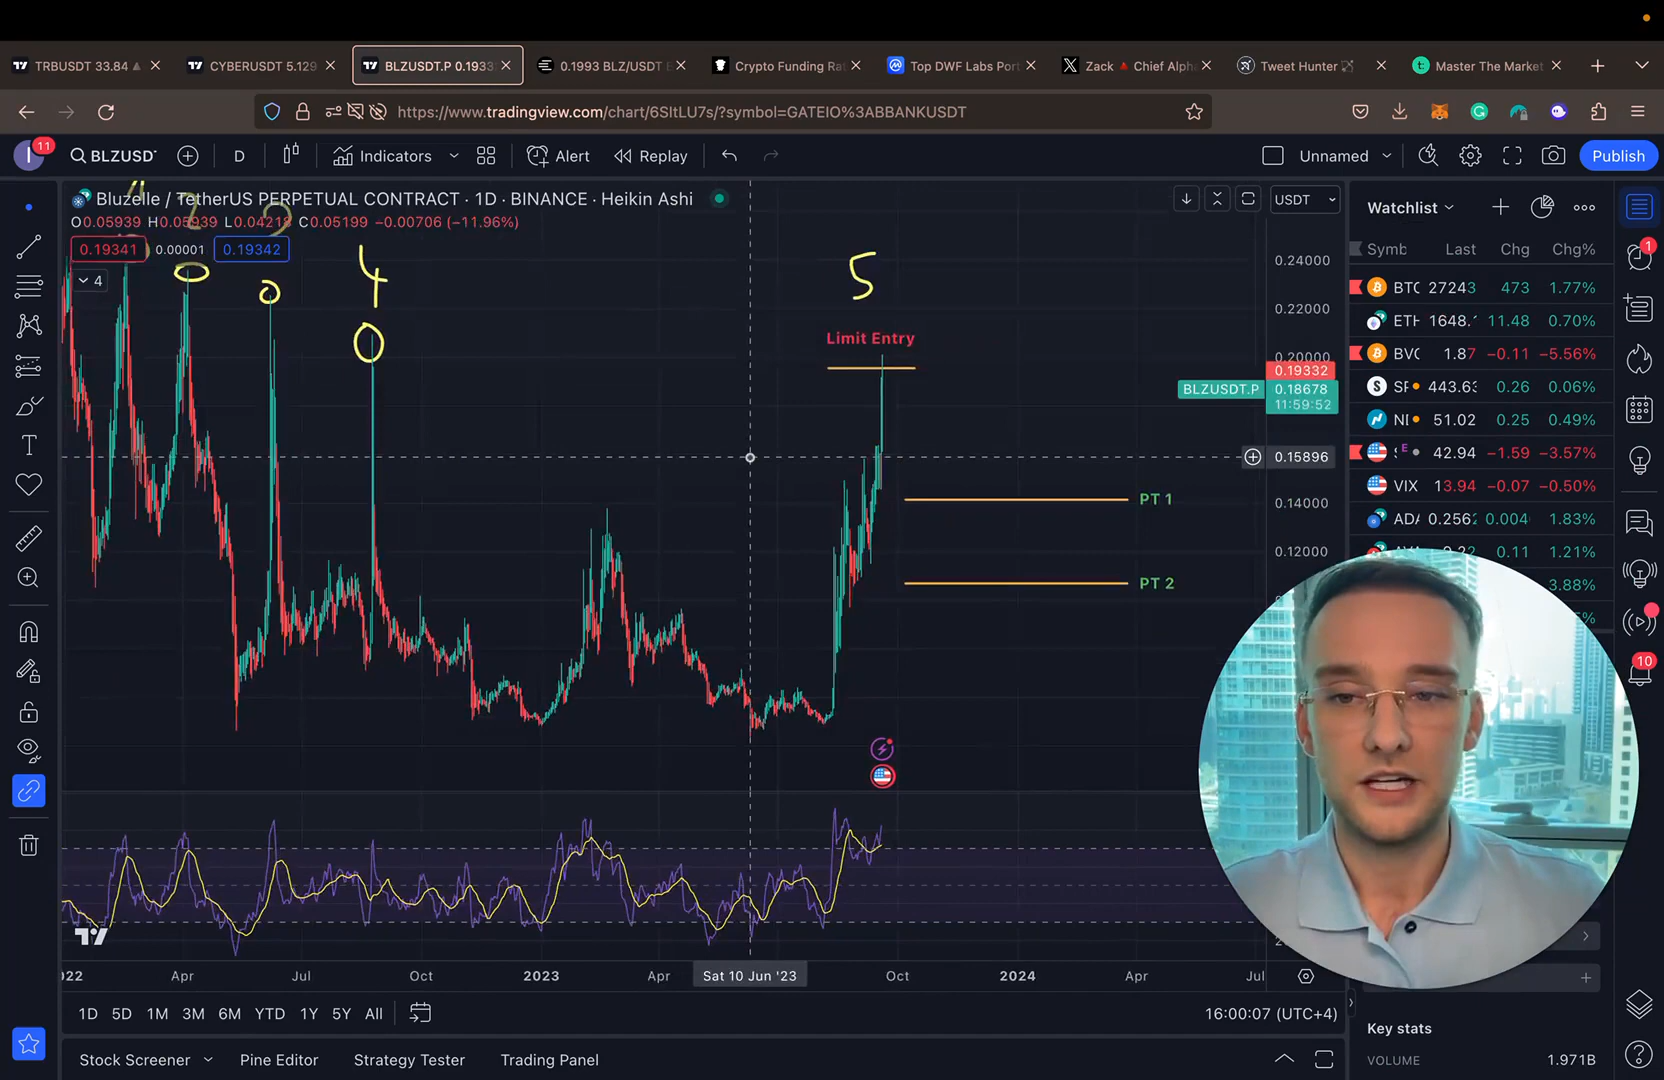 TRBUSDT 33.84
CYBERUSDT 5.129
BLZUSDT.P 0.1933
0.1993 BLZ/USDT
Crypto Funding Ra
Top DWF Labs Port
Zack Chief Alph
Tweet Hunter
Master The Market
https://www.tradingview.com/chart/6SltLU7s/?symbol=GATEIO%3ABBANKUSDT
I 11
BLZUSD
D
Indicators
Alert
Replay
Unnamed
Publish
Bluzelle / TetherUS PERPETUAL CONTRACT · 1D · BINANCE · Heikin Ashi
O0.05939 H0.05939 L0.04218 C0.05199 −0.00706 (−11.96%)
0.19341 0.00001 0.19342
4
4
5
Limit Entry
PT 1
PT 2
USDT
0.24000
0.22000
0.20000
0.19332
BLZUSDT.P 0.18678
11:59:52
0.15896
0.14000
0.12000
Watchlist
Symb Last Chg Chg%
BTC 27243 473 1.77%
ETH 1648. 11.48 0.70%
BVO 1.87 −0.11 −5.56%
SF 443.63 0.26 0.06%
NI 51.02 0.25 0.49%
E 42.94 −1.59 −3.57%
VIX 13.94 −0.07 −0.50%
ADA 0.2562 0.004 1.83%
0.11 1.21%
3.88%
1
10
Apr Jul Oct 2023 Apr Sat 10 Jun '23 Oct 2024 Apr Jul
1D 5D 1M 3M 6M YTD 1Y 5Y All
16:00:07 (UTC+4)
Stock Screener
Pine Editor
Strategy Tester
Trading Panel
Key stats
VOLUME 1.971B